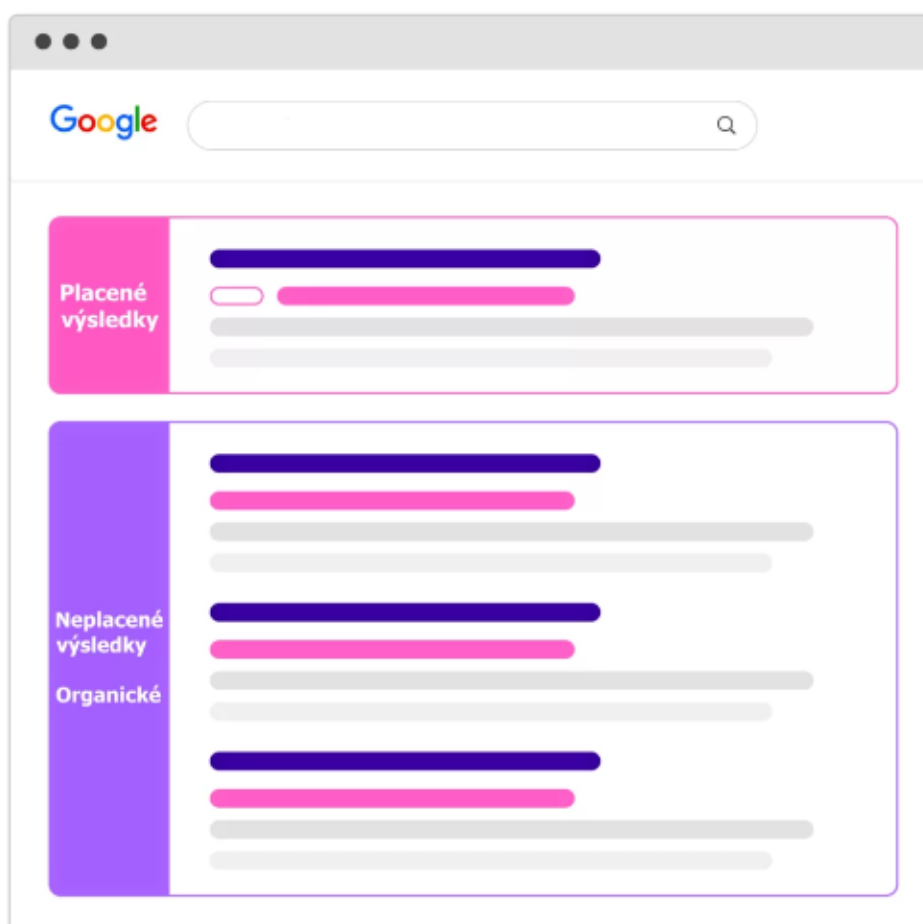 Google
Placené
výsledky
Neplacené
výsledky
Organické